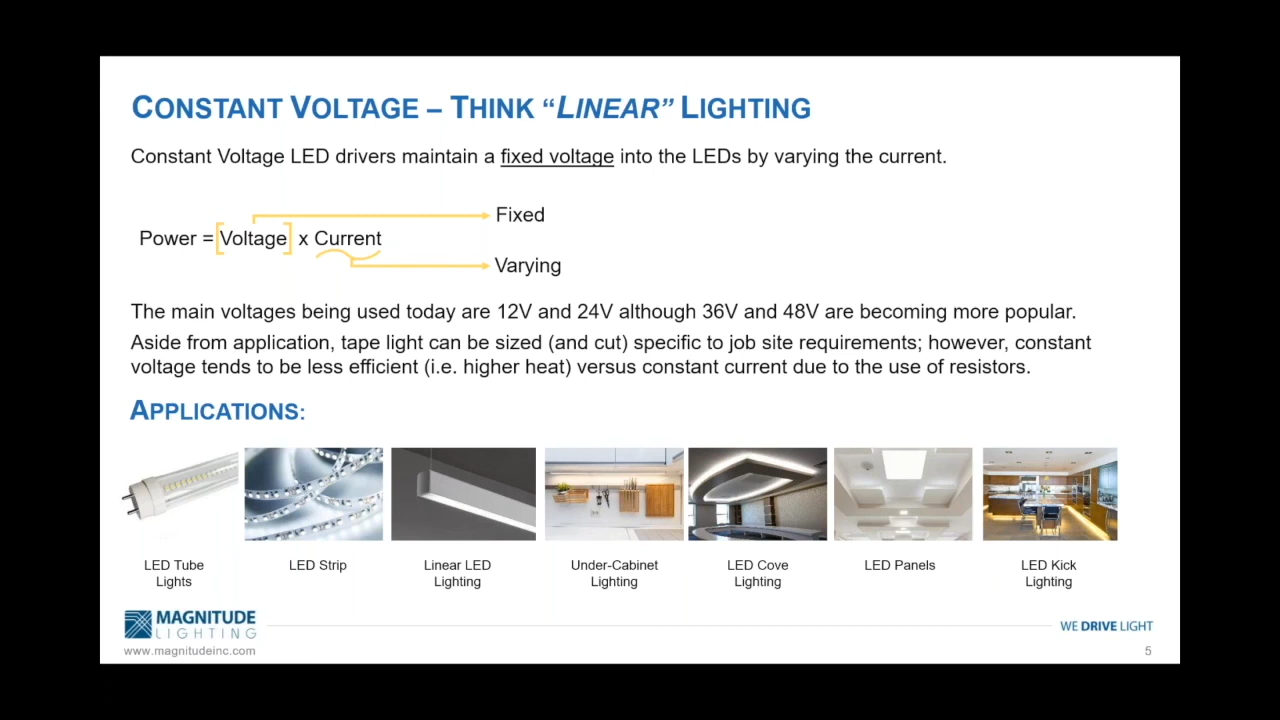 CONSTANT VOLTAGE – THINK “LINEAR” LIGHTING
Constant Voltage LED drivers maintain a fixed voltage into the LEDs by varying the current.
Fixed
Power = [Voltage] x Current
Varying
The main voltages being used today are 12V and 24V although 36V and 48V are becoming more popular.
Aside from application, tape light can be sized (and cut) specific to job site requirements; however, constant
voltage tends to be less efficient (i.e. higher heat) versus constant current due to the use of resistors.
APPLICATIONS:
LED Tube
Lights
LED Strip
Linear LED
Lighting
Under-Cabinet
Lighting
LED Cove
Lighting
LED Panels
LED Kick
Lighting
MAGNITUDE
LIGHTING
WE DRIVE LIGHT
www.magnitudeinc.com
5